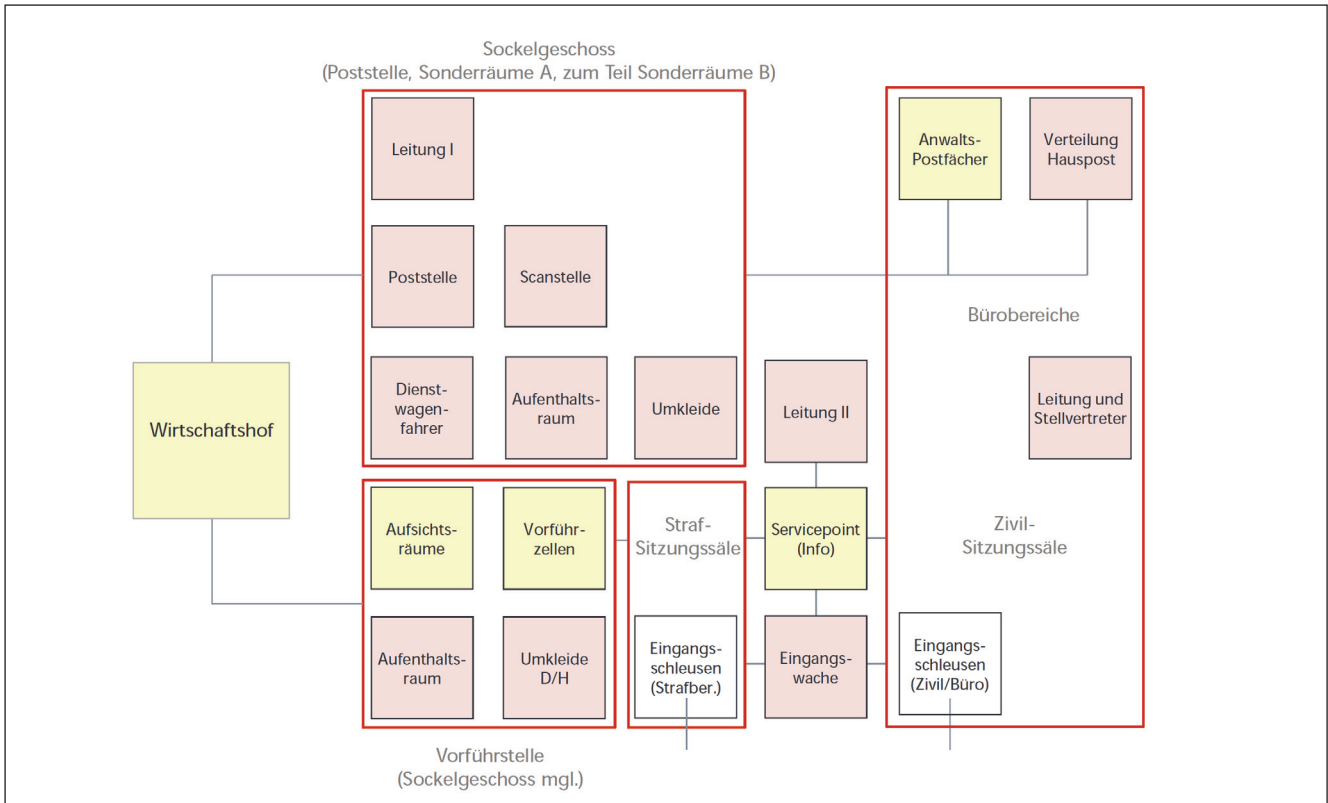 Sockelgeschoss
(Poststelle, Sonderräume A, zum Teil Sonderräume B)
Leitung I
Anwalts-
Postfächer
Verteilung
Hauspost
Poststelle
Scanstelle
Bürobereiche
Wirtschaftshof
Dienst-
wagen-
fahrer
Aufenthalts-
raum
Umkleide
Leitung II
Leitung und
Stellvertreter
Aufsichts-
räume
Vorführ-
zellen
Straf-
Sitzungssäle
Servicepoint
(Info)
Zivil-
Sitzungssäle
Aufenthalts-
raum
Umkleide
D/H
Eingangs-
schleusen
(Strafber.)
Eingangs-
wache
Eingangs-
schleusen
(Zivil/Büro)
Vorführstelle
(Sockelgeschoss mgl.)